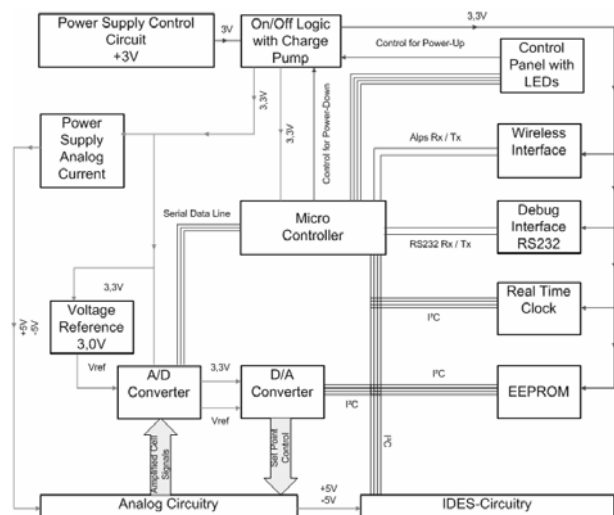 Power Supply Control
Circuit
+3V
3V
On/Off Logic
with Charge
Pump
3,3V
Control for Power-Up
Control
Panel with
LEDs
3,3V
3,3V
Control for Power-Down
Power
Supply
Analog
Current
Alps Rx / Tx
Wireless
Interface
Serial Data Line
Micro
Controller
RS232 Rx / Tx
Debug
Interface
RS232
3,3V
I²C
Real Time
Clock
+5V
-5V
Voltage
Reference
3,0V
Vref
A/D
Converter
3,3V
Vref
D/A
Converter
I²C
I²C
EEPROM
I²C
Amplified Cell
Signals
Set Point
Control
Analog Circuitry
+5V
-5V
IDES-Circuitry